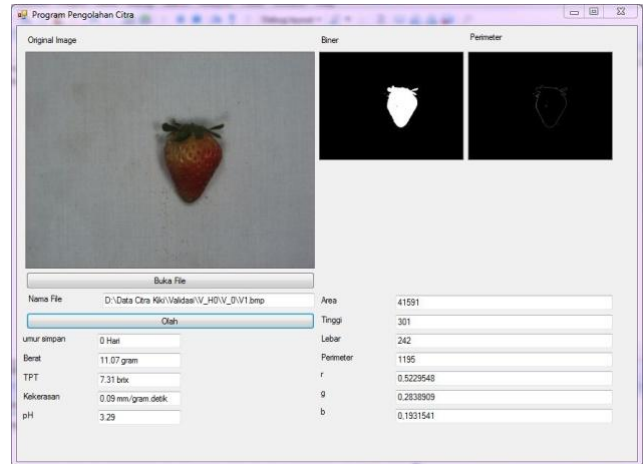 Program Pengolahan Citra
Original Image
Biner
Perimeter
Buka File
Nama File
D:\Data Citra Kiki\Validasi\V_H0\V_0\V1.bmp
Olah
umur simpan
0 Hari
Berat
11.07 gram
TPT
7.31 brix
Kekerasan
0.09 mm/gram.detik
pH
3.29
Area
41591
Tinggi
301
Lebar
242
Perimeter
1195
r
0,5229548
g
0,2838909
b
0,1931541